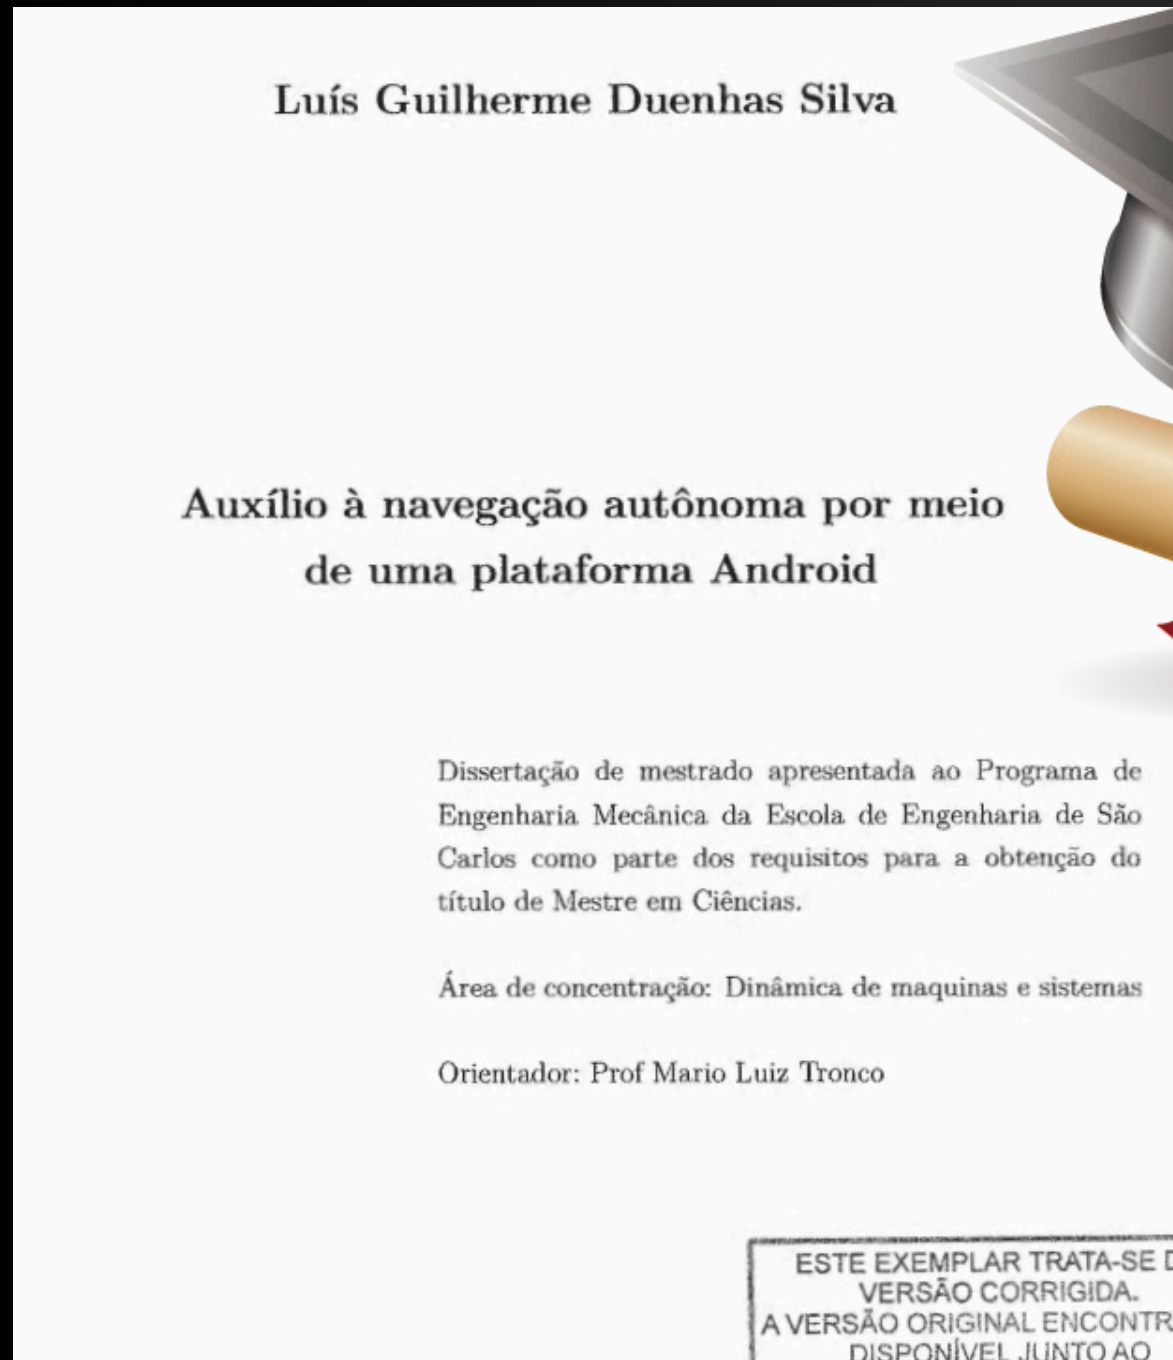 Luís Guilherme Duenhas Silva
Auxílio à navegação autônoma por meio
de uma plataforma Android
Dissertação de mestrado apresentada ao Programa de
Engenharia Mecânica da Escola de Engenharia de São
Carlos como parte dos requisitos para a obtenção do
título de Mestre em Ciências.
Área de concentração: Dinâmica de maquinas e sistemas
Orientador: Prof Mario Luiz Tronco
ESTE EXEMPLAR TRATA-SE
VERSÃO CORRIGIDA.
A VERSÃO ORIGINAL
DISPONÍVEL JUNTO AO